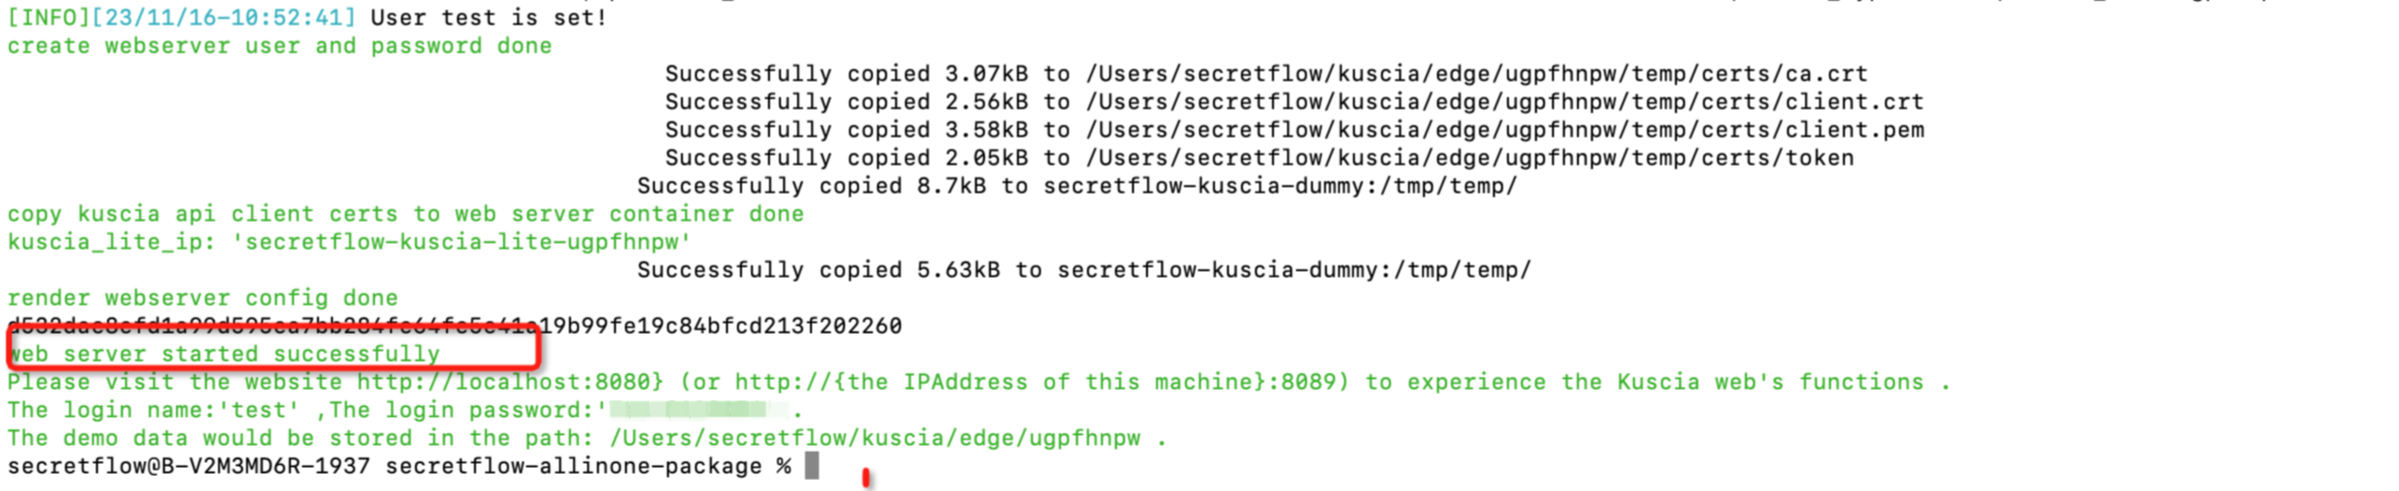 [INFO][23/11/16-10:52:41] User test is set!
create webserver user and password done
Successfully copied 3.07kB to /Users/secretflow/kuscia/edge/ugpfhnpw/temp/certs/ca.crt
Successfully copied 2.56kB to /Users/secretflow/kuscia/edge/ugpfhnpw/temp/certs/client.crt
Successfully copied 3.58kB to /Users/secretflow/kuscia/edge/ugpfhnpw/temp/certs/client.pem
Successfully copied 2.05kB to /Users/secretflow/kuscia/edge/ugpfhnpw/temp/certs/token
Successfully copied 8.7kB to secretflow-kuscia-dummy:/tmp/temp/
copy kuscia api client certs to web server container done
kuscia_lite_ip: 'secretflow-kuscia-lite-ugpfhnpw'
Successfully copied 5.63kB to secretflow-kuscia-dummy:/tmp/temp/
render webserver config done
web server started successfully
Please visit the website http://localhost:8080} (or http://{the IPAddress of this machine}:8089) to experience the Kuscia web's functions .
The login name:'test' ,The login password:' .
The demo data would be stored in the path: /Users/secretflow/kuscia/edge/ugpfhnpw .
secretflow@B-V2M3MD6R-1937 secretflow-allinone-package %